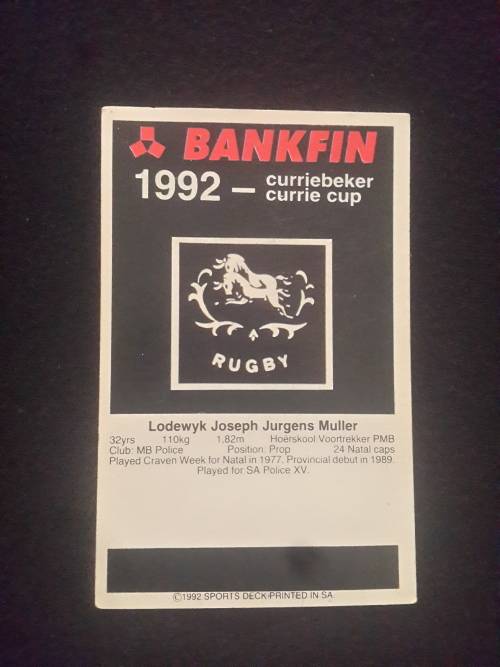 BANKFIN
1992 – curriebeker
currie cup
RUGBY
Lodewyk Joseph Jurgens Muller
32yrs 110kg 1,82m Hoërskool Voortrekker PMB
Club: MB Police Position: Prop 24 Natal caps
Played Craven Week for Natal in 1977. Provincial debut in 1989.
Played for SA Police XV.
©1992 SPORTS DECK-PRINTED IN SA.